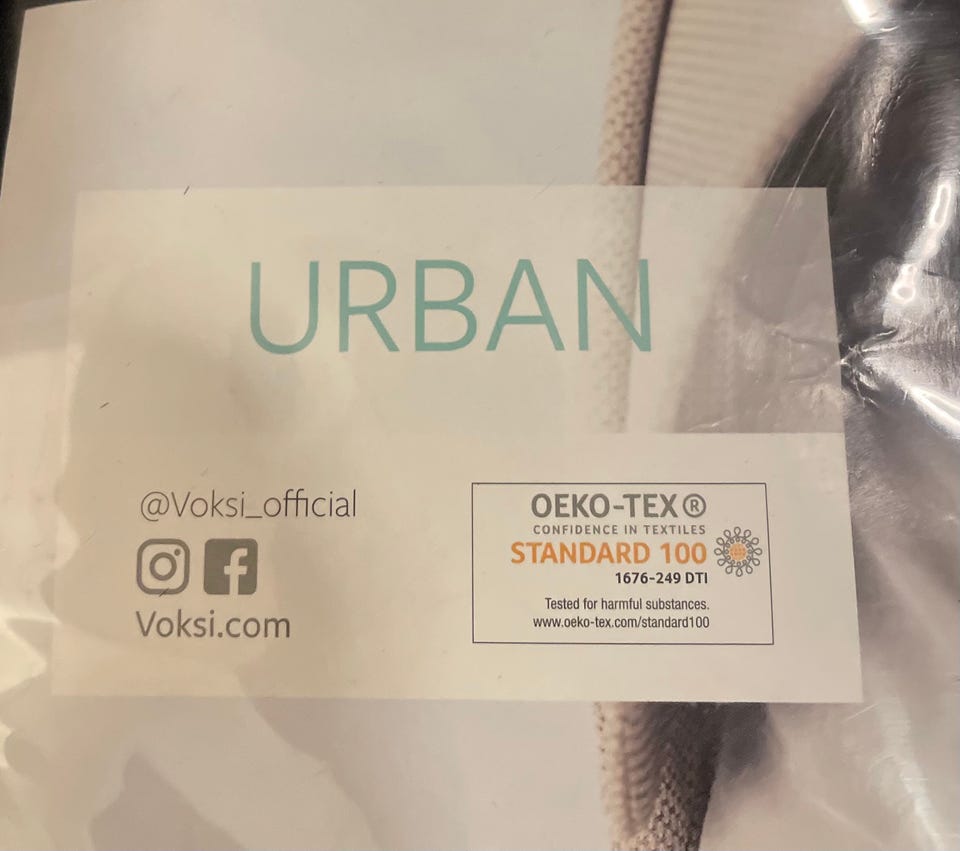 URBAN
@Voksi_official
Voksi.com
OEKO-TEX®
CONFIDENCE IN TEXTILES
STANDARD 100
1676-249 DTI
Tested for harmful substances.
www.oeko-tex.com/standard100